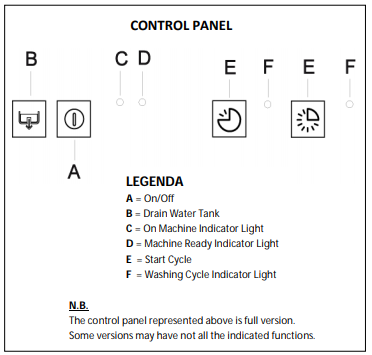 CONTROL PANEL
B C D E F E F
A
LEGENDA
A = On/Off
B = Drain Water Tank
C = On Machine Indicator Light
D = Machine Ready Indicator Light
E = Start Cycle
F = Washing Cycle Indicator Light
N.B.
The control panel represented above is full version.
Some versions may have not all the indicated functions.